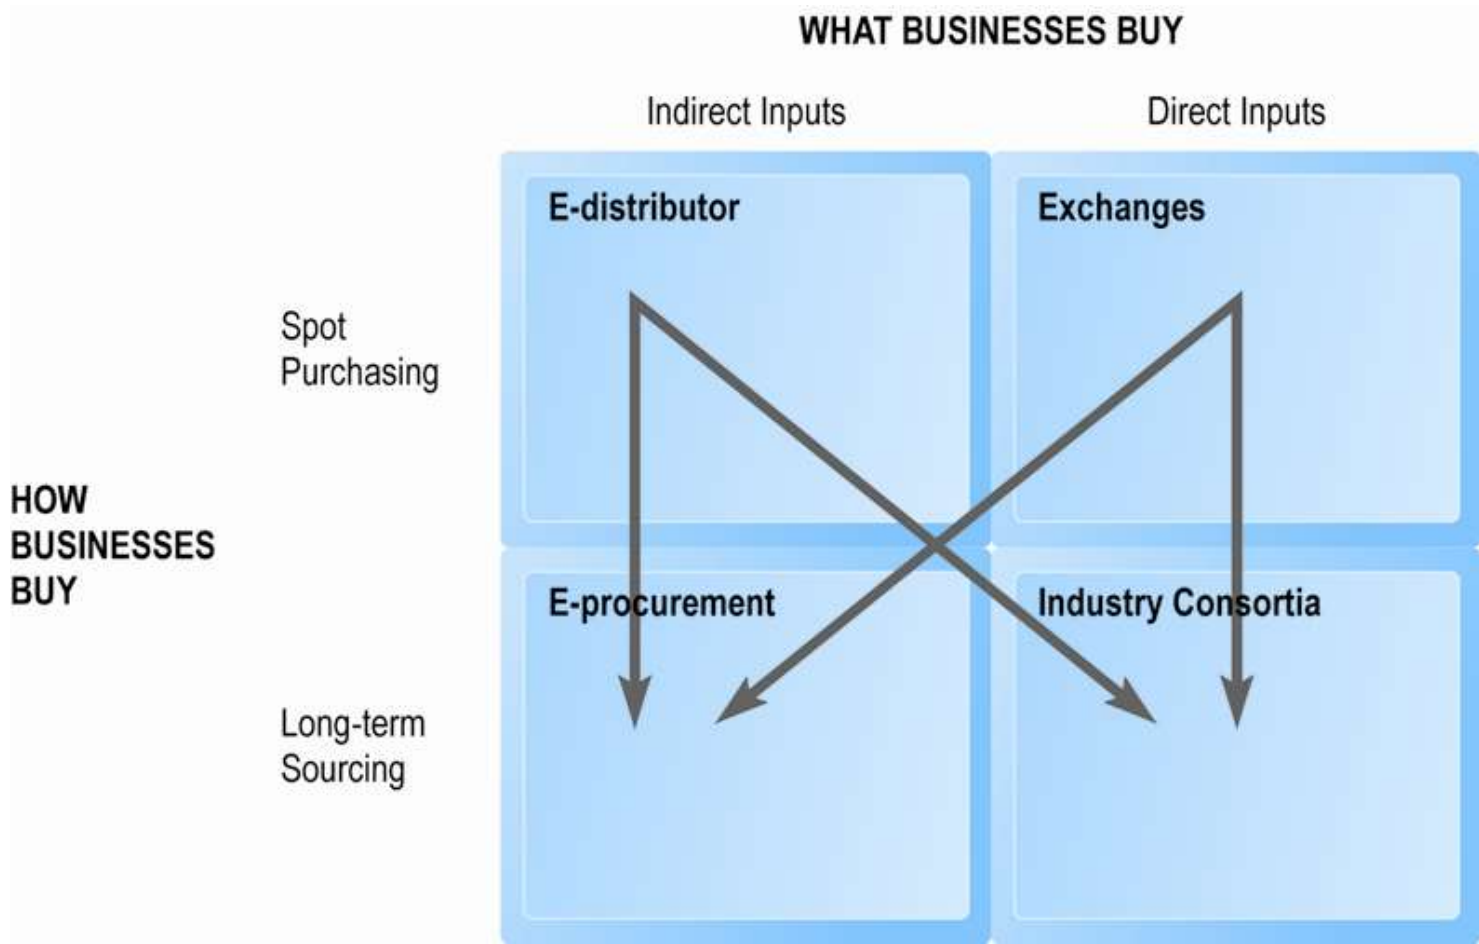 WHAT BUSINESSES BUY
Indirect Inputs
Direct Inputs
E-distributor
Exchanges
Spot
Purchasing
HOW
BUSINESSES
BUY
E-procurement
Industry Consortia
Long-term
Sourcing